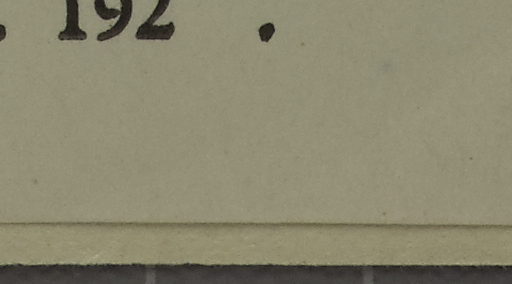 . 192 .